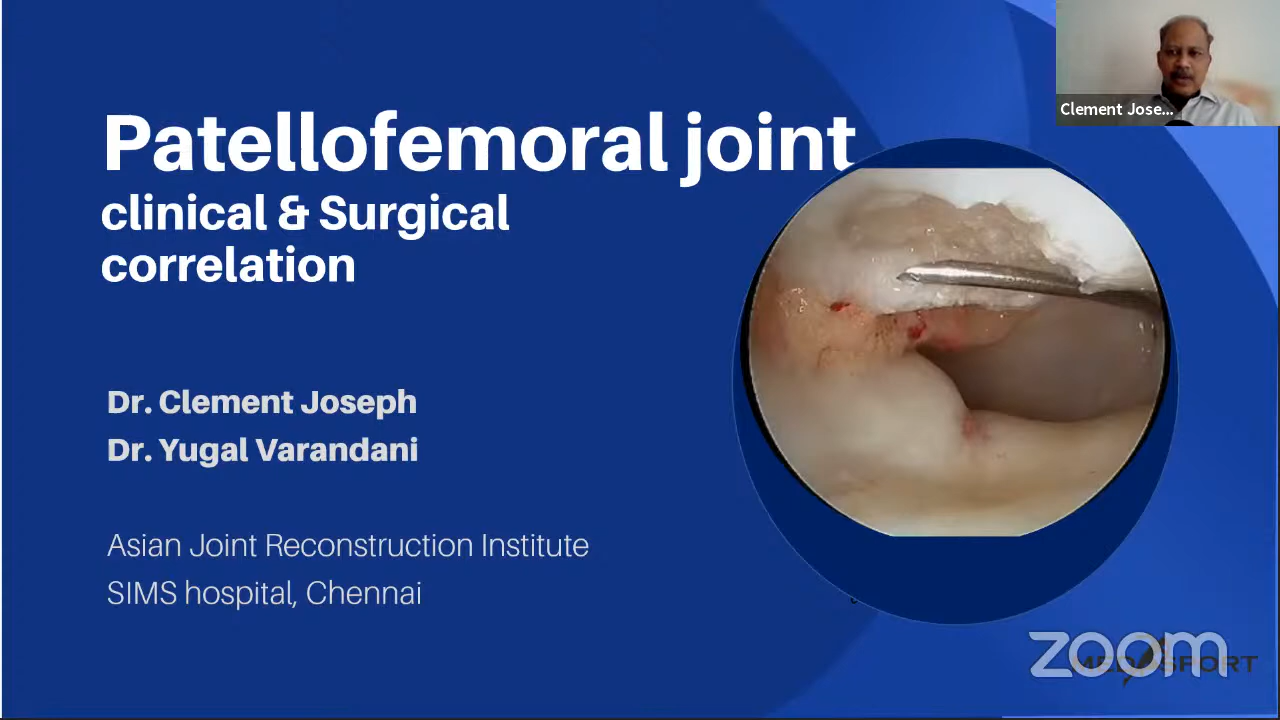 Clement Jose...
Patellofemoral joint
clinical & Surgical
correlation
Dr. Clement Joseph
Dr. Yugal Varandani
Asian Joint Reconstruction Institute
SIMS hospital, Chennai
zoom
MEDASPORT